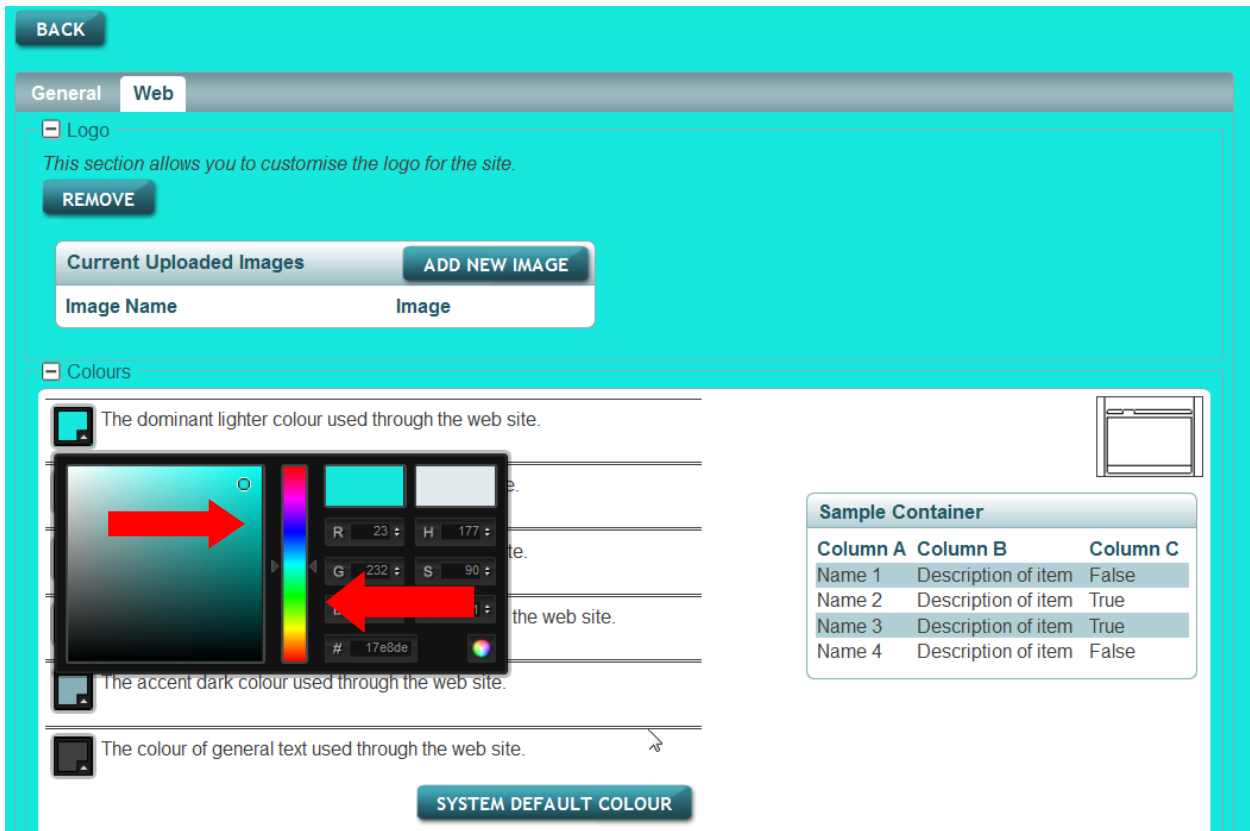 BACK
General Web
Logo
This section allows you to customise the logo for the site.
REMOVE
Current Uploaded Images ADD NEW IMAGE
Image Name Image
Colours
The dominant lighter colour used through the web site.
R 23 H 177
G 232 S 90
# 17e8de
the web site.
The accent dark colour used through the web site.
The colour of general text used through the web site.
SYSTEM DEFAULT COLOUR
Sample Container
Column A Column B Column C
Name 1 Description of item False
Name 2 Description of item True
Name 3 Description of item True
Name 4 Description of item False